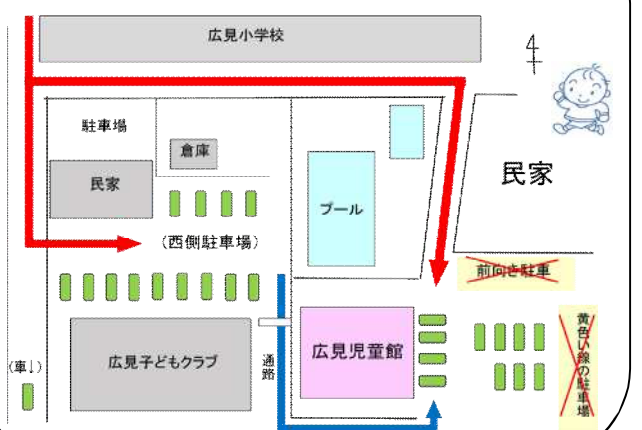 広見小学校
駐車場
倉庫
民家
プール
民家
(西側駐車場)
前向き駐車
広見子どもクラブ
通路
広見児童館
黄色い線の駐車場
(車↓)